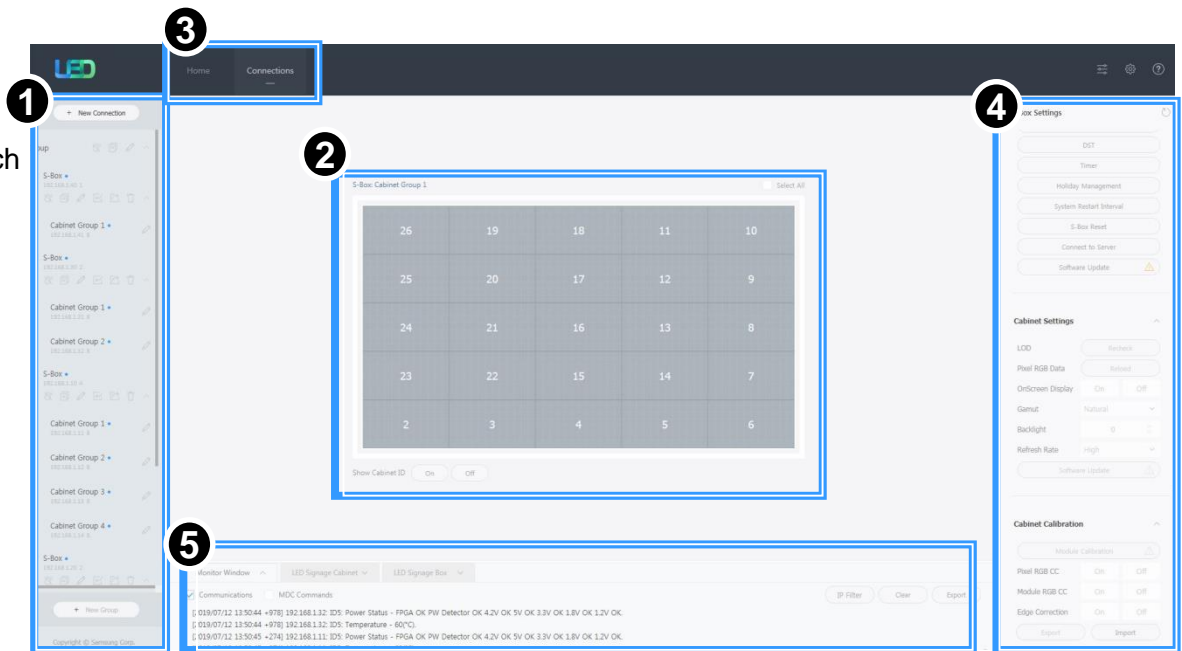 3
LED
Home
Connections
1
4
+ New Connection
Box Settings
ch
up
2
DST
Timer
S-Box
S-Box: Cabinet Group 1
Select All
Holiday Management
System Restart Interval
26 19 18 11 10
Cabinet Group 1
S-Box Reset
Connect to Server
S-Box
Software Update
25 20 17 12 9
Cabinet Group 1
Cabinet Settings
24 21 16 13 8
Cabinet Group 2
LOD Recheck
Pixel RGB Data Reload
S-Box
23 22 15 14 7
OnScreen Display On Off
Gamut Natural
Backlight 0
Cabinet Group 1
2 3 4 5 6
Refresh Rate High
Cabinet Group 2
Show Cabinet ID On Off
Software Update
Cabinet Group 3
Cabinet Group 4
Cabinet Calibration
5
Module Calibration
S-Box
Monitor Window LED Signage Cabinet LED Signage Box
Pixel RGB CC On Off
Communications MDC Commands IP Filter Clear Export
Module RGB CC On Off
+ New Group
019/07/12 13:50:44 +978] 192.168.1.32: ID5: Power Status - FPGA OK PW Detector OK 4.2V OK 5V OK 3.3V OK 1.8V OK 1.2V OK.
Edge Correction On Off
019/07/12 13:50:44 +978] 192.168.1.32: ID5: Temperature - 60(°C).
Export Import
Copyright © Samsung Corp.
019/07/12 13:50:45 +274] 192.168.1.11: ID5: Power Status - FPGA OK PW Detector OK 4.2V OK 5V OK 3.3V OK 1.8V OK 1.2V OK.